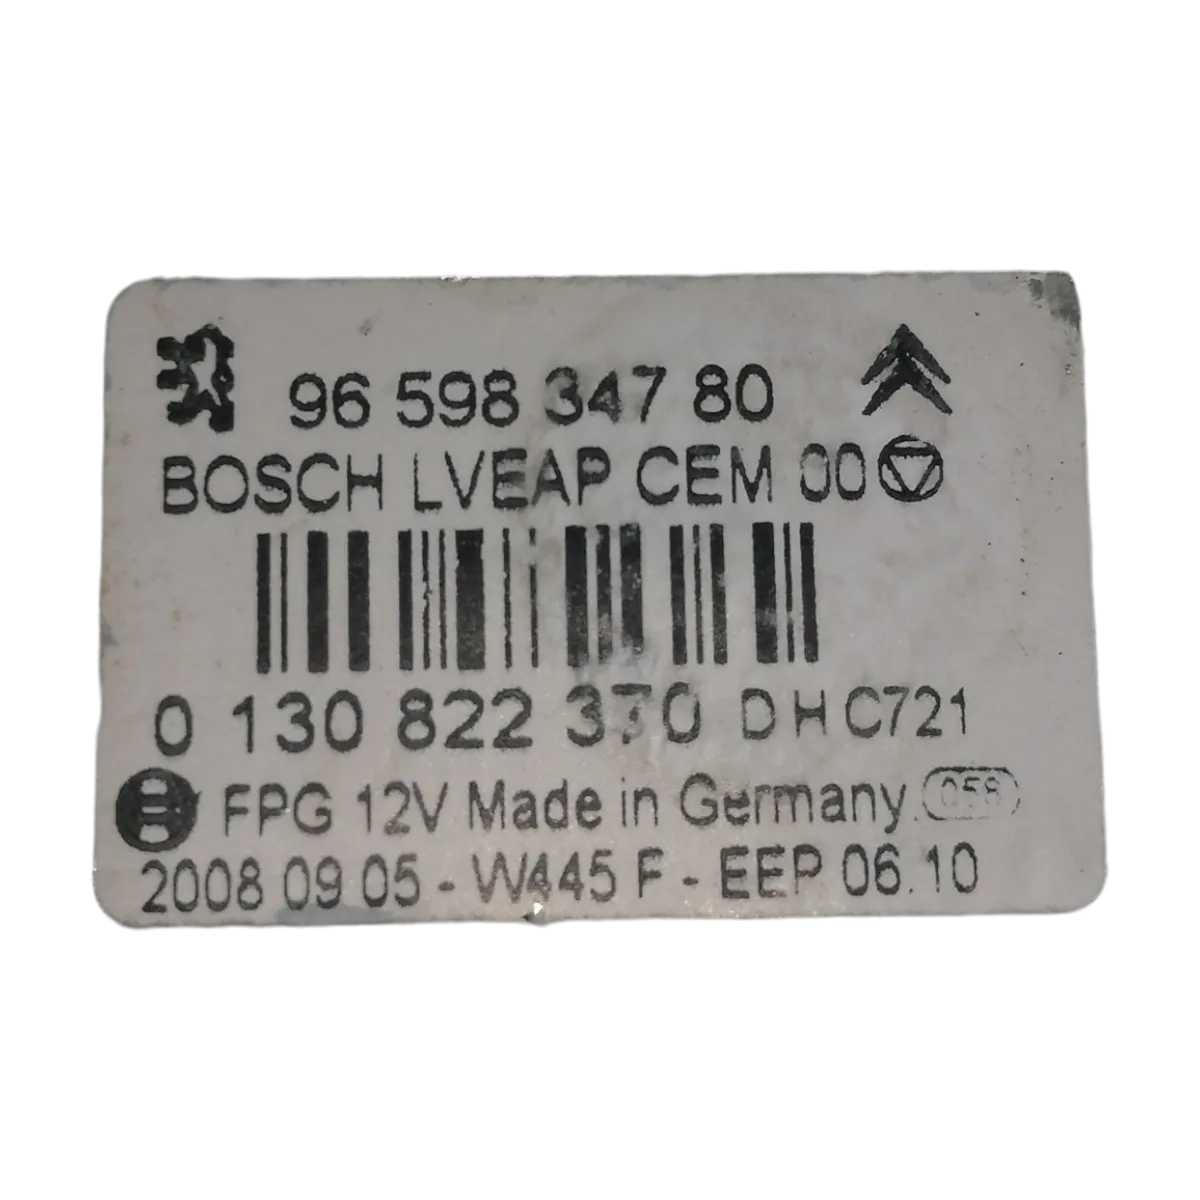 96 598 347 80
BOSCH LVEAP CEM 00
0 130 822 370 D H C721
FPG 12V Made in Germany. 058
2008 09 05 - W445 F - EEP 06.10